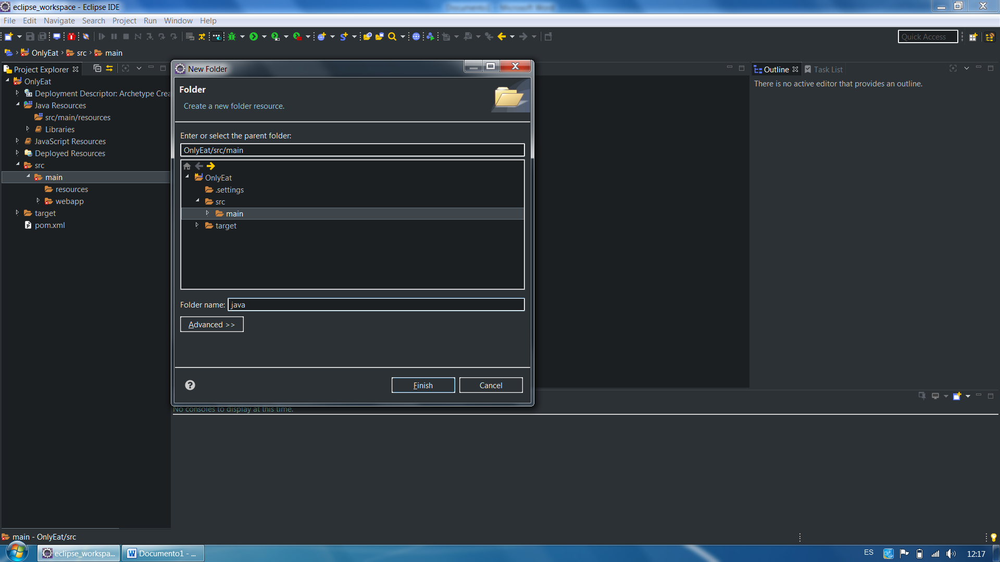 eclipse_workspace - Eclipse IDE
File Edit Navigate Search Project Run Window Help
Quick Access
OnlyEat src main
Project Explorer
OnlyEat
Deployment Descriptor: Archetype Crea
Java Resources
src/main/resources
Libraries
JavaScript Resources
Deployed Resources
src
main
resources
webapp
target
pom.xml
New Folder
Folder
Create a new folder resource.
Enter or select the parent folder:
OnlyEat/src/main
OnlyEat
.settings
src
main
target
Folder name: java
Advanced >>
Finish Cancel
Outline Task List
There is no active editor that provides an outline.
No consoles to display at this time.
main - OnlyEat/src
eclipse_workspa... Documento1 - ...
ES 12:17